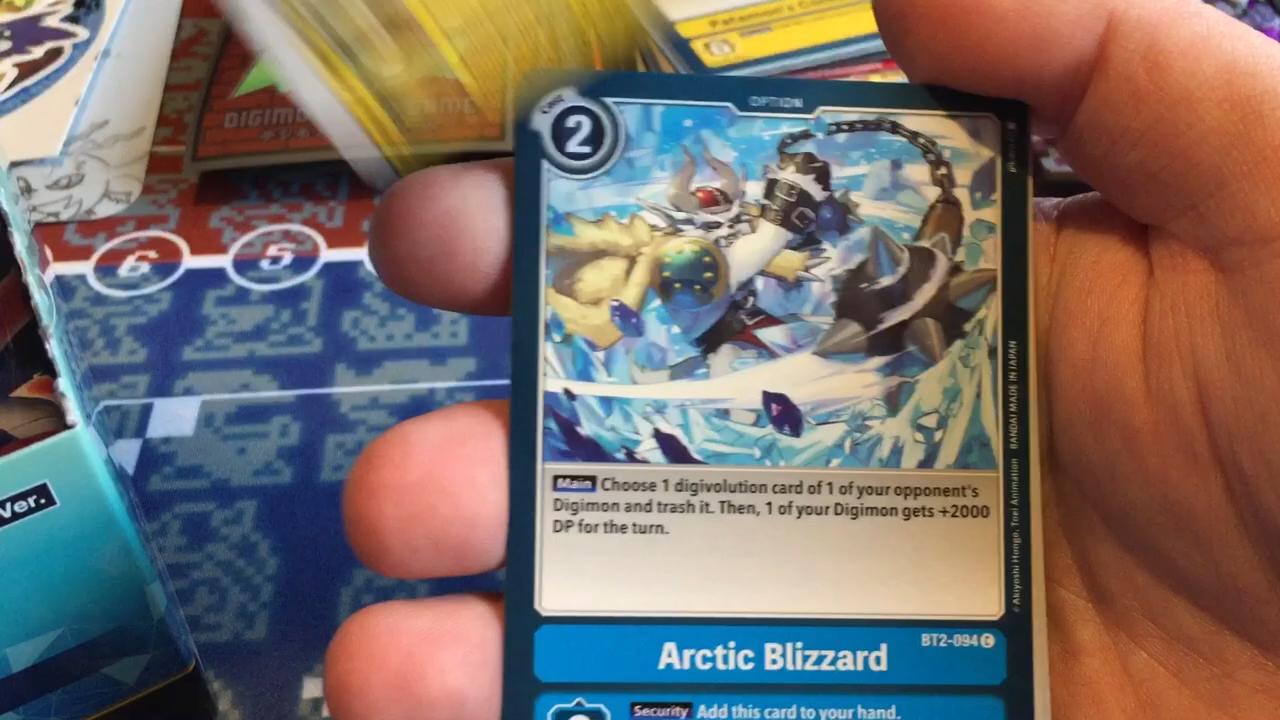 Patamon's
DIGIMO
6
5
Ver.
OPTION
2
BANDAI MADE IN JAPAN
© Akiyoshi Hongo, Toei Animation
Main Choose 1 digivolution card of 1 of your opponent's
Digimon and trash it. Then, 1 of your Digimon gets +2000
DP for the turn.
BT2-094 C
Arctic Blizzard
Security Add this card to your hand.